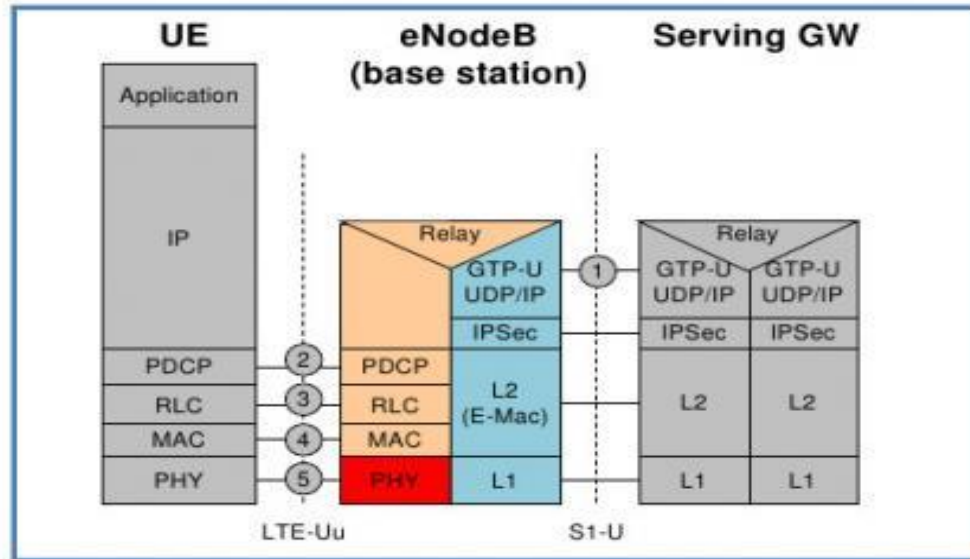 UE
eNodeB
(base station)
Serving GW
Application
IP
PDCP
RLC
MAC
PHY
2
3
4
5
LTE-Uu
Relay
PDCP
RLC
MAC
PHY
GTP-U
UDP/IP
IPSec
L2
(E-Mac)
L1
1
S1-U
Relay
GTP-U
UDP/IP
IPSec
L2
L1
GTP-U
UDP/IP
IPSec
L2
L1